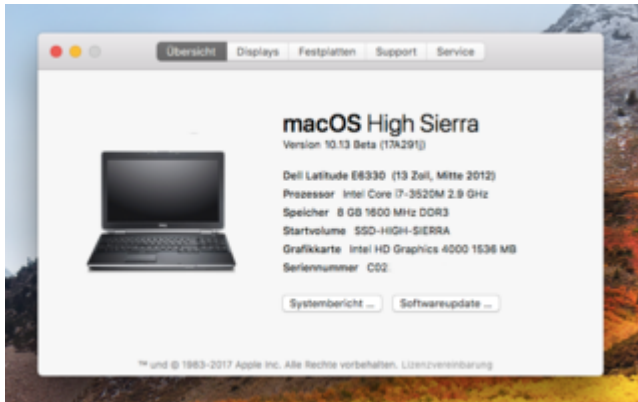 Übersicht Displays Festplatten Support Service
macOS High Sierra
Version 10.13 Beta (17A291j)
Dell Latitude E6330 (13 Zoll, Mitte 2012)
Prozessor Intel Core i7-3520M 2.9 GHz
Speicher 8 GB 1600 MHz DDR3
Startvolume SSD-HIGH-SIERRA
Grafikkarte Intel HD Graphics 4000 1536 MB
Seriennummer C02
Systembericht ... Softwareupdate ...
™ und © 1983-2017 Apple Inc. Alle Rechte vorbehalten. Lizenzvereinbarung